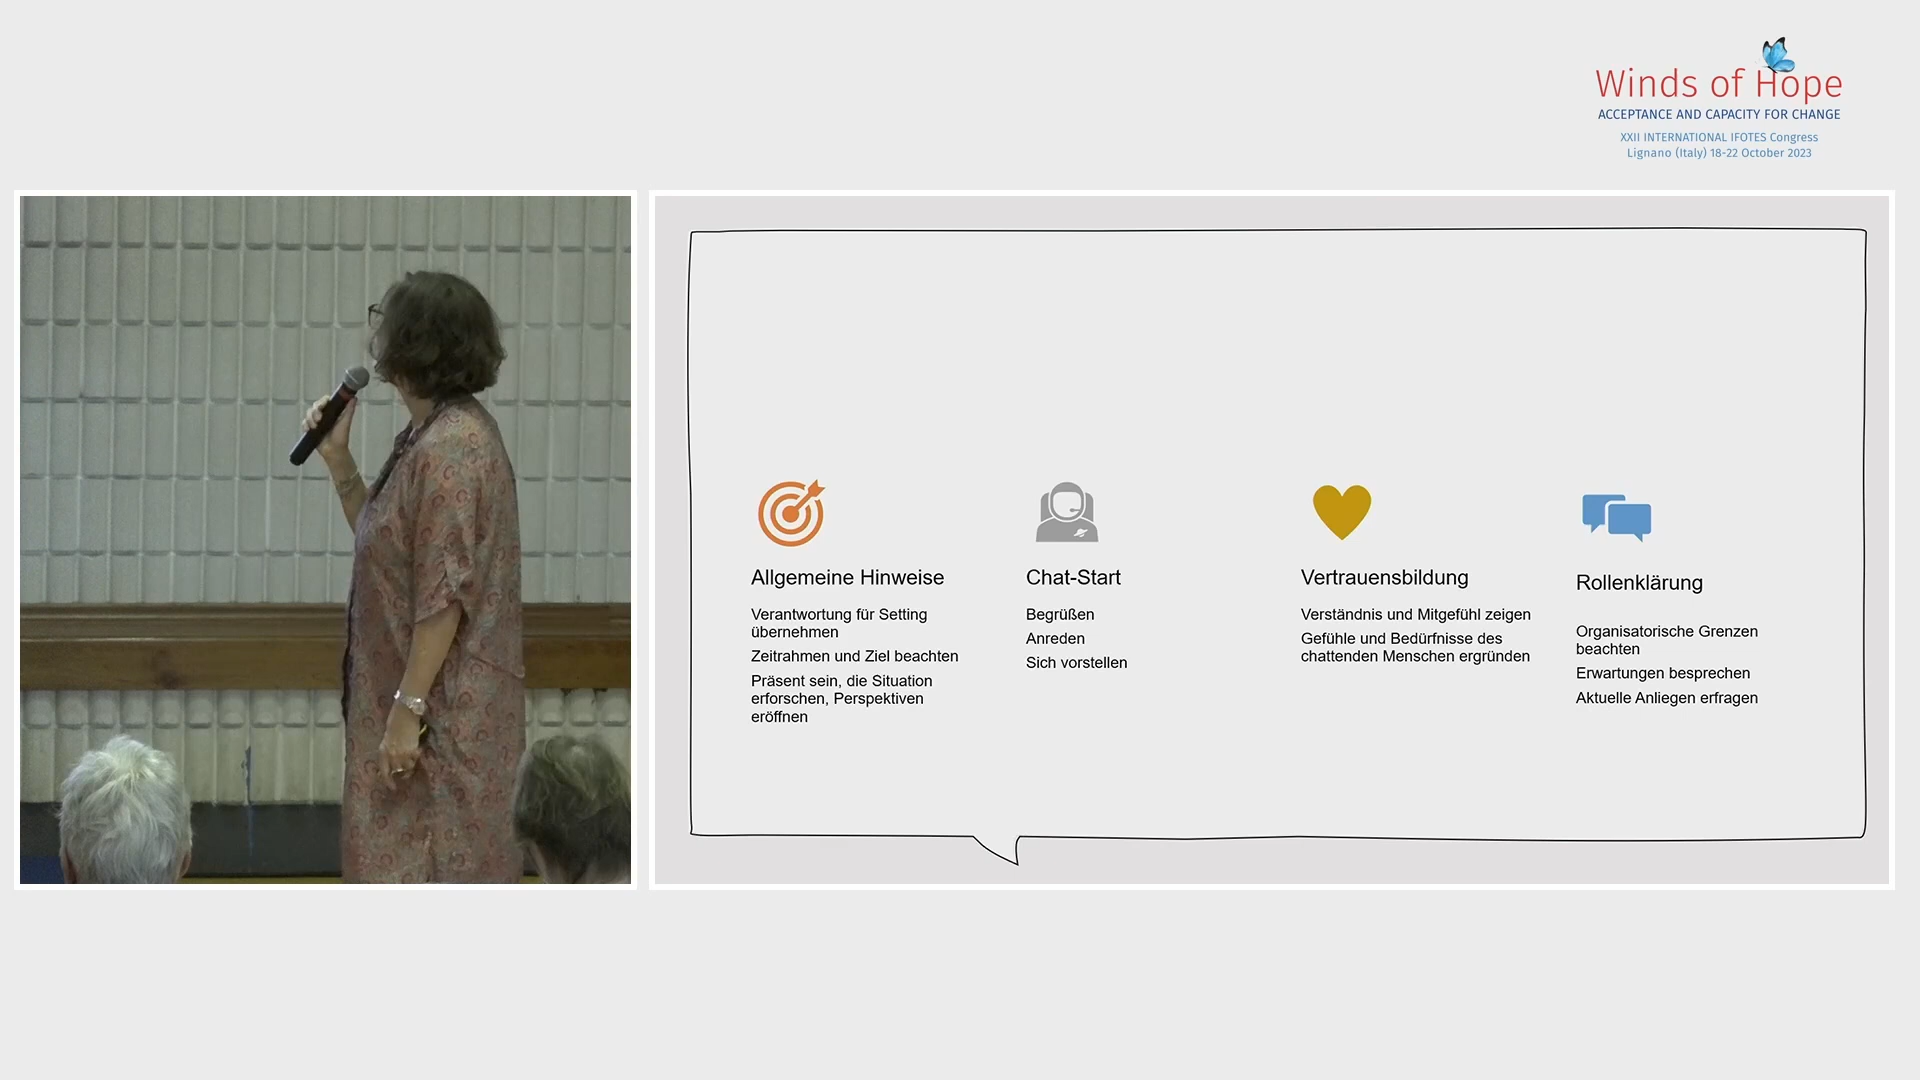 Winds of Hope
ACCEPTANCE AND CAPACITY FOR CHANGE
XXII INTERNATIONAL IFOTES Congress
Lignano (Italy) 18-22 October 2023
Allgemeine Hinweise
Verantwortung für Setting
übernehmen
Zeitrahmen und Ziel beachten
Präsent sein, die Situation
erforschen, Perspektiven
eröffnen
Chat-Start
Begrüßen
Anreden
Sich vorstellen
Vertrauensbildung
Verständnis und Mitgefühl zeigen
Gefühle und Bedürfnisse des
chattenden Menschen ergründen
Rollenklärung
Organisatorische Grenzen
beachten
Erwartungen besprechen
Aktuelle Anliegen erfragen